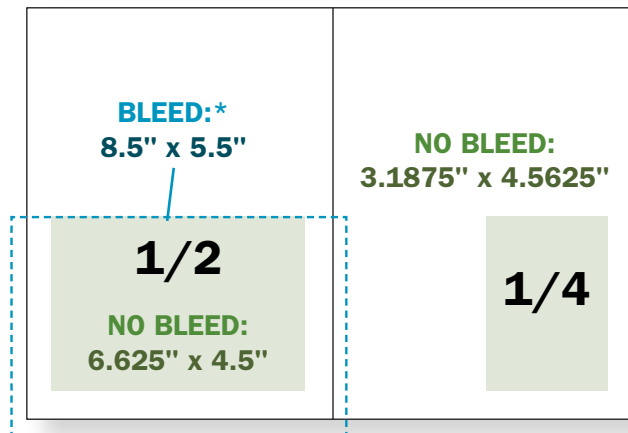 BLEED:*
8.5" x 5.5"
1/2
NO BLEED:
6.625" x 4.5"
NO BLEED:
3.1875" x 4.5625"
1/4